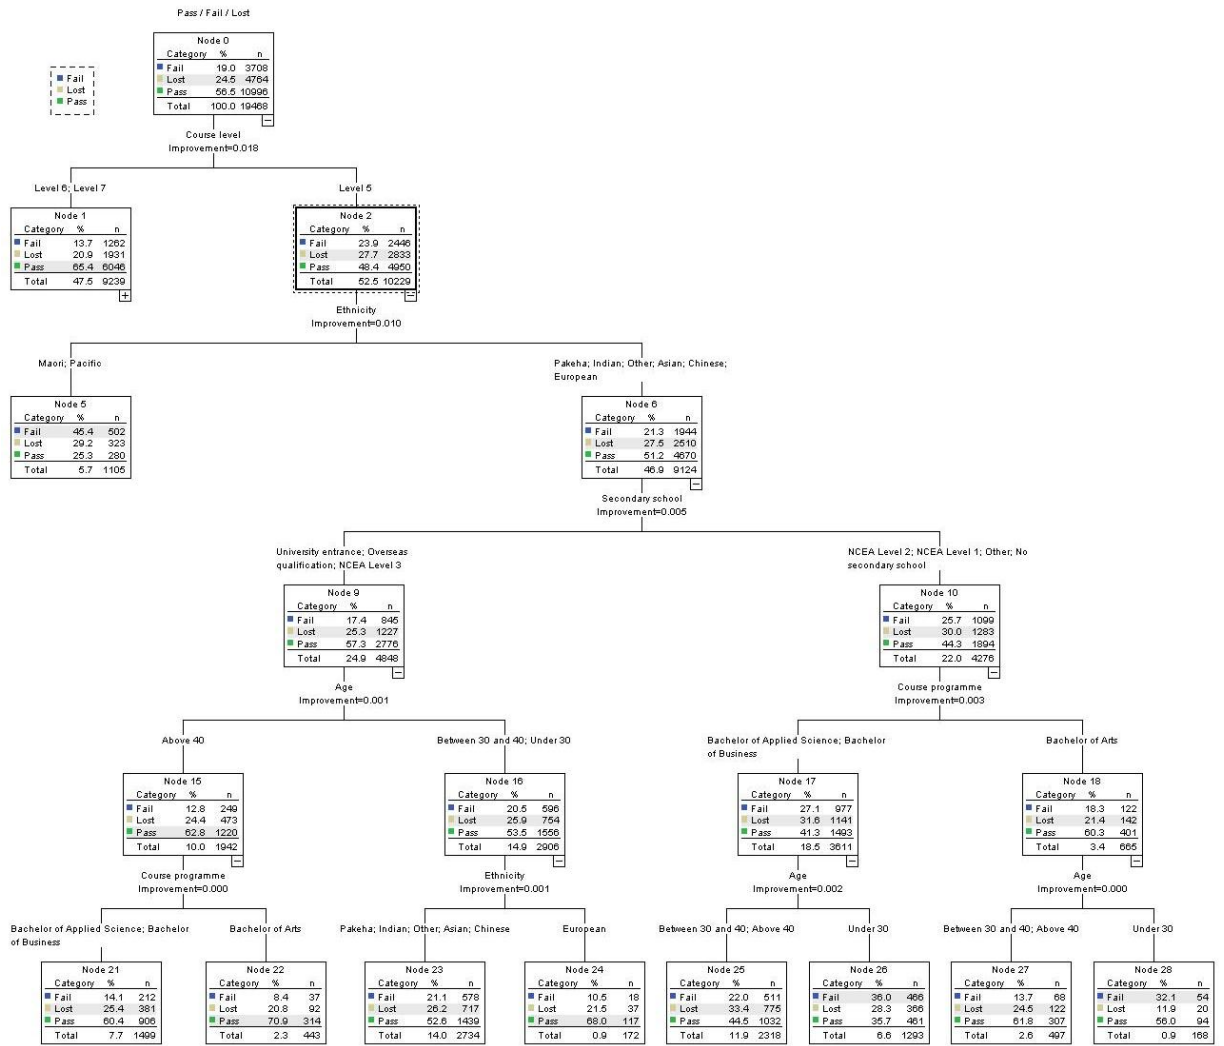 Pass / Fail / Lost
Node 0
Category % n
Fail 19.0 3708
Lost 24.5 4764
Pass 56.5 10996
Total 100.0 19468
Fail
Lost
Pass
Course level
Improvement=0.018
Level 6; Level 7
Level 5
Node 1
Category % n
Fail 13.7 1262
Lost 20.9 1931
Pass 65.4 6046
Total 47.5 9239
Node 2
Category % n
Fail 23.9 2446
Lost 27.7 2833
Pass 48.4 4950
Total 52.5 10229
Ethnicity
Improvement=0.010
Maori; Pacific
Pakeha; Indian; Other; Asian; Chinese;
European
Node 5
Category % n
Fail 45.4 502
Lost 29.2 323
Pass 25.3 280
Total 5.7 1105
Node 6
Category % n
Fail 21.3 1944
Lost 27.5 2510
Pass 51.2 4670
Total 46.9 9124
Secondary school
Improvement=0.005
University entrance; Overseas
qualification; NCEA Level 3
NCEA Level 2; NCEA Level 1; Other; No
secondary school
Node 9
Category % n
Fail 17.4 845
Lost 25.3 1227
Pass 57.3 2776
Total 24.9 4848
Node 10
Category % n
Fail 25.7 1099
Lost 30.0 1283
Pass 44.3 1894
Total 22.0 4276
Age
Improvement=0.001
Course programme
Improvement=0.003
Above 40
Between 30 and 40; Under 30
Bachelor of Applied Science; Bachelor
of Business
Bachelor of Arts
Node 15
Category % n
Fail 12.8 249
Lost 24.4 473
Pass 62.8 1220
Total 10.0 1942
Node 16
Category % n
Fail 20.5 596
Lost 25.9 754
Pass 53.5 1556
Total 14.9 2906
Node 17
Category % n
Fail 27.1 977
Lost 31.6 1141
Pass 41.3 1493
Total 18.5 3611
Node 18
Category % n
Fail 18.3 122
Lost 21.4 142
Pass 60.3 401
Total 3.4 665
Course programme
Improvement=0.000
Ethnicity
Improvement=0.001
Age
Improvement=0.002
Age
Improvement=0.000
Bachelor of Applied Science; Bachelor
of Business
Bachelor of Arts
Pakeha; Indian; Other; Asian; Chinese
European
Between 30 and 40; Above 40
Under 30
Between 30 and 40; Above 40
Under 30
Node 21
Category % n
Fail 14.1 212
Lost 25.4 381
Pass 60.4 906
Total 7.7 1499
Node 22
Category % n
Fail 8.4 37
Lost 20.8 92
Pass 70.9 314
Total 2.3 443
Node 23
Category % n
Fail 21.1 578
Lost 26.2 717
Pass 52.6 1439
Total 14.0 2734
Node 24
Category % n
Fail 10.5 18
Lost 21.5 37
Pass 68.0 117
Total 0.9 172
Node 25
Category % n
Fail 22.0 511
Lost 33.4 775
Pass 44.5 1032
Total 11.9 2318
Node 26
Category % n
Fail 36.0 466
Lost 28.3 366
Pass 35.7 461
Total 6.6 1293
Node 27
Category % n
Fail 13.7 68
Lost 24.5 122
Pass 61.8 307
Total 2.6 497
Node 28
Category % n
Fail 32.1 54
Lost 11.9 20
Pass 56.0 94
Total 0.9 168